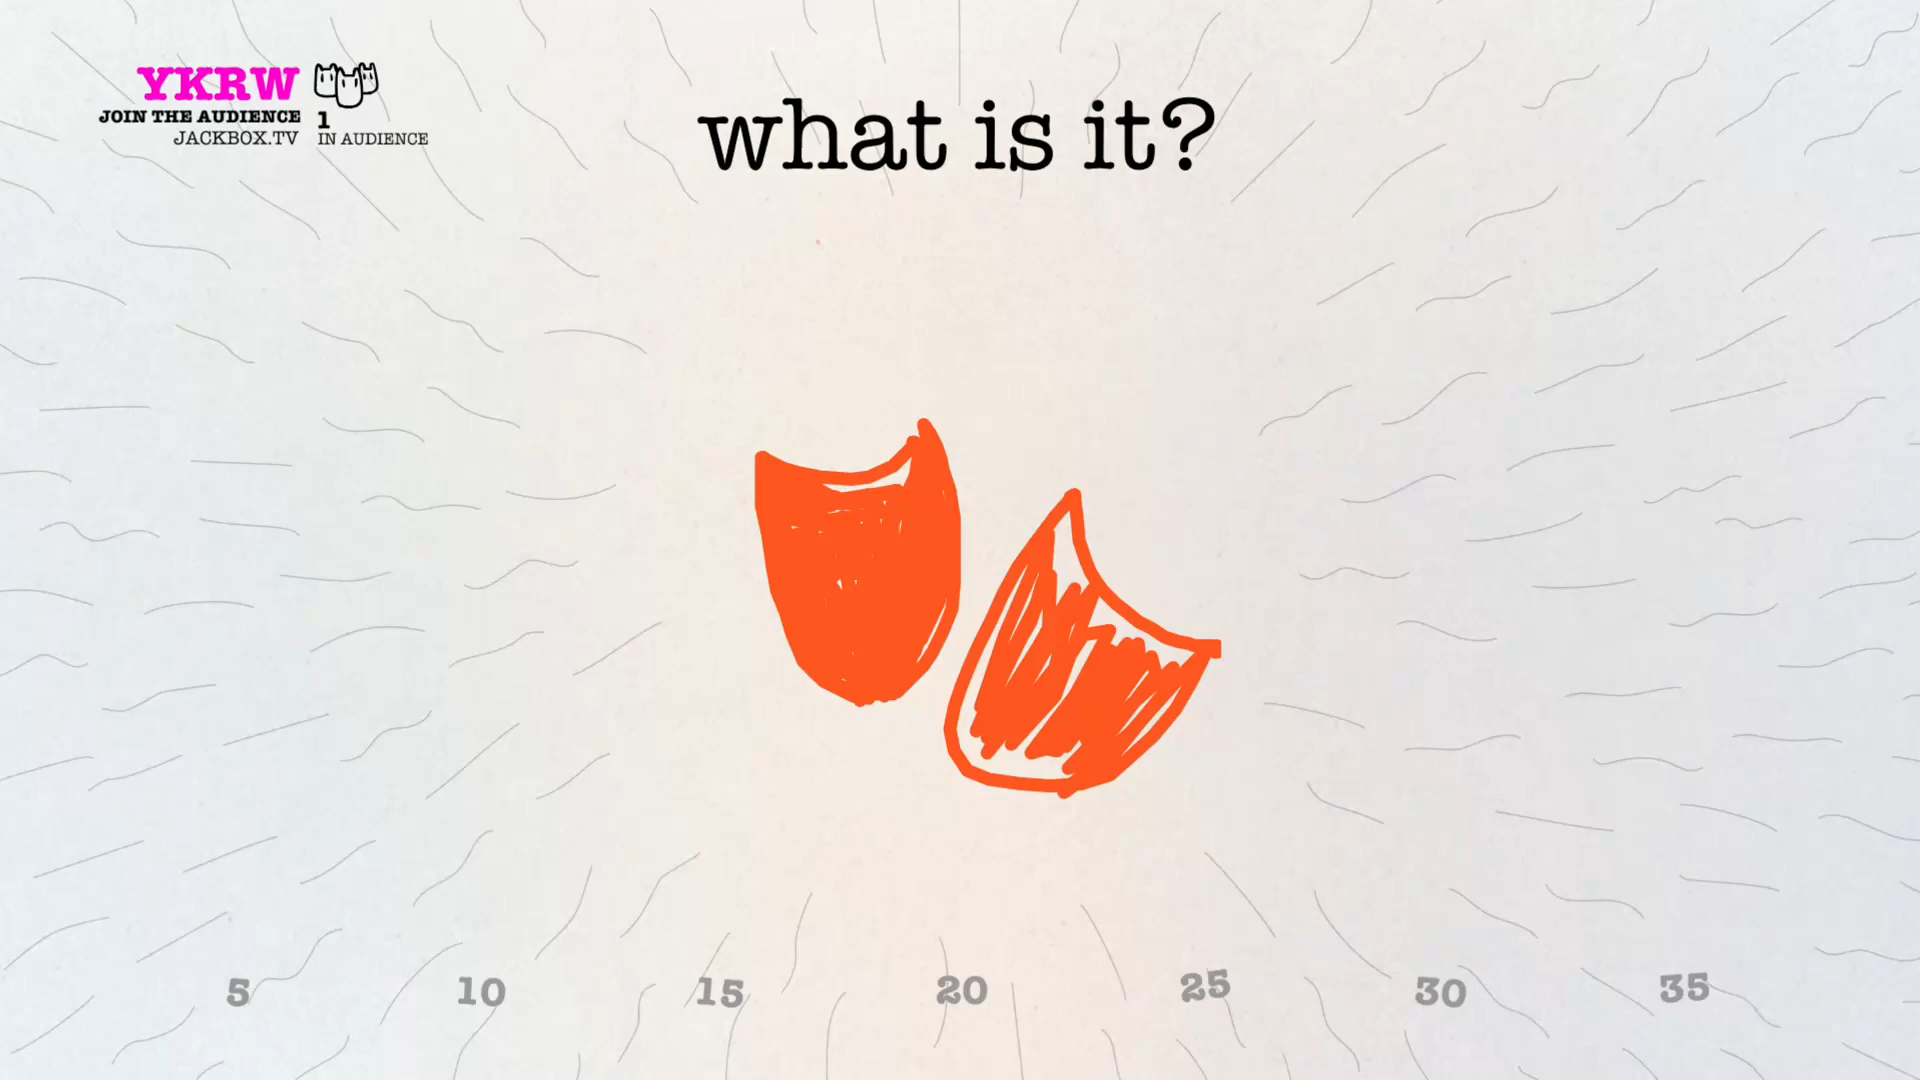 YKRW
JOIN THE AUDIENCE
JACKBOX.TV
1
IN AUDIENCE
what is it?
5 10 15 20 25 30 35